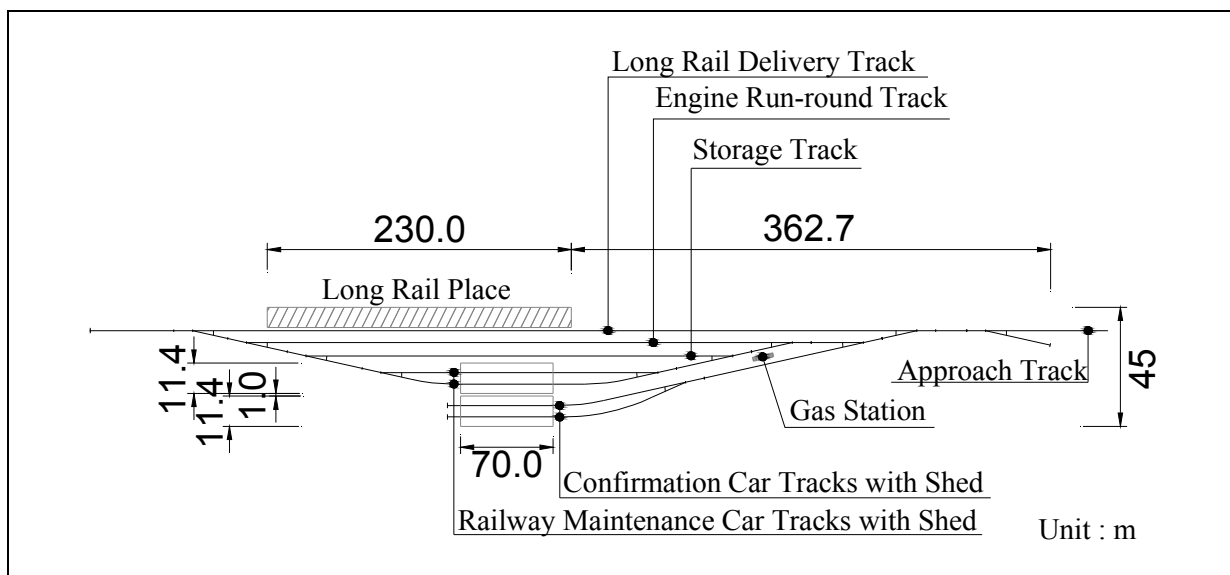 Long Rail Delivery Track
Engine Run-round Track
Storage Track
230.0
362.7
Long Rail Place
11.4
1.0
11.4
45
Approach Track
Gas Station
70.0
Confirmation Car Tracks with Shed
Railway Maintenance Car Tracks with Shed
Unit : m